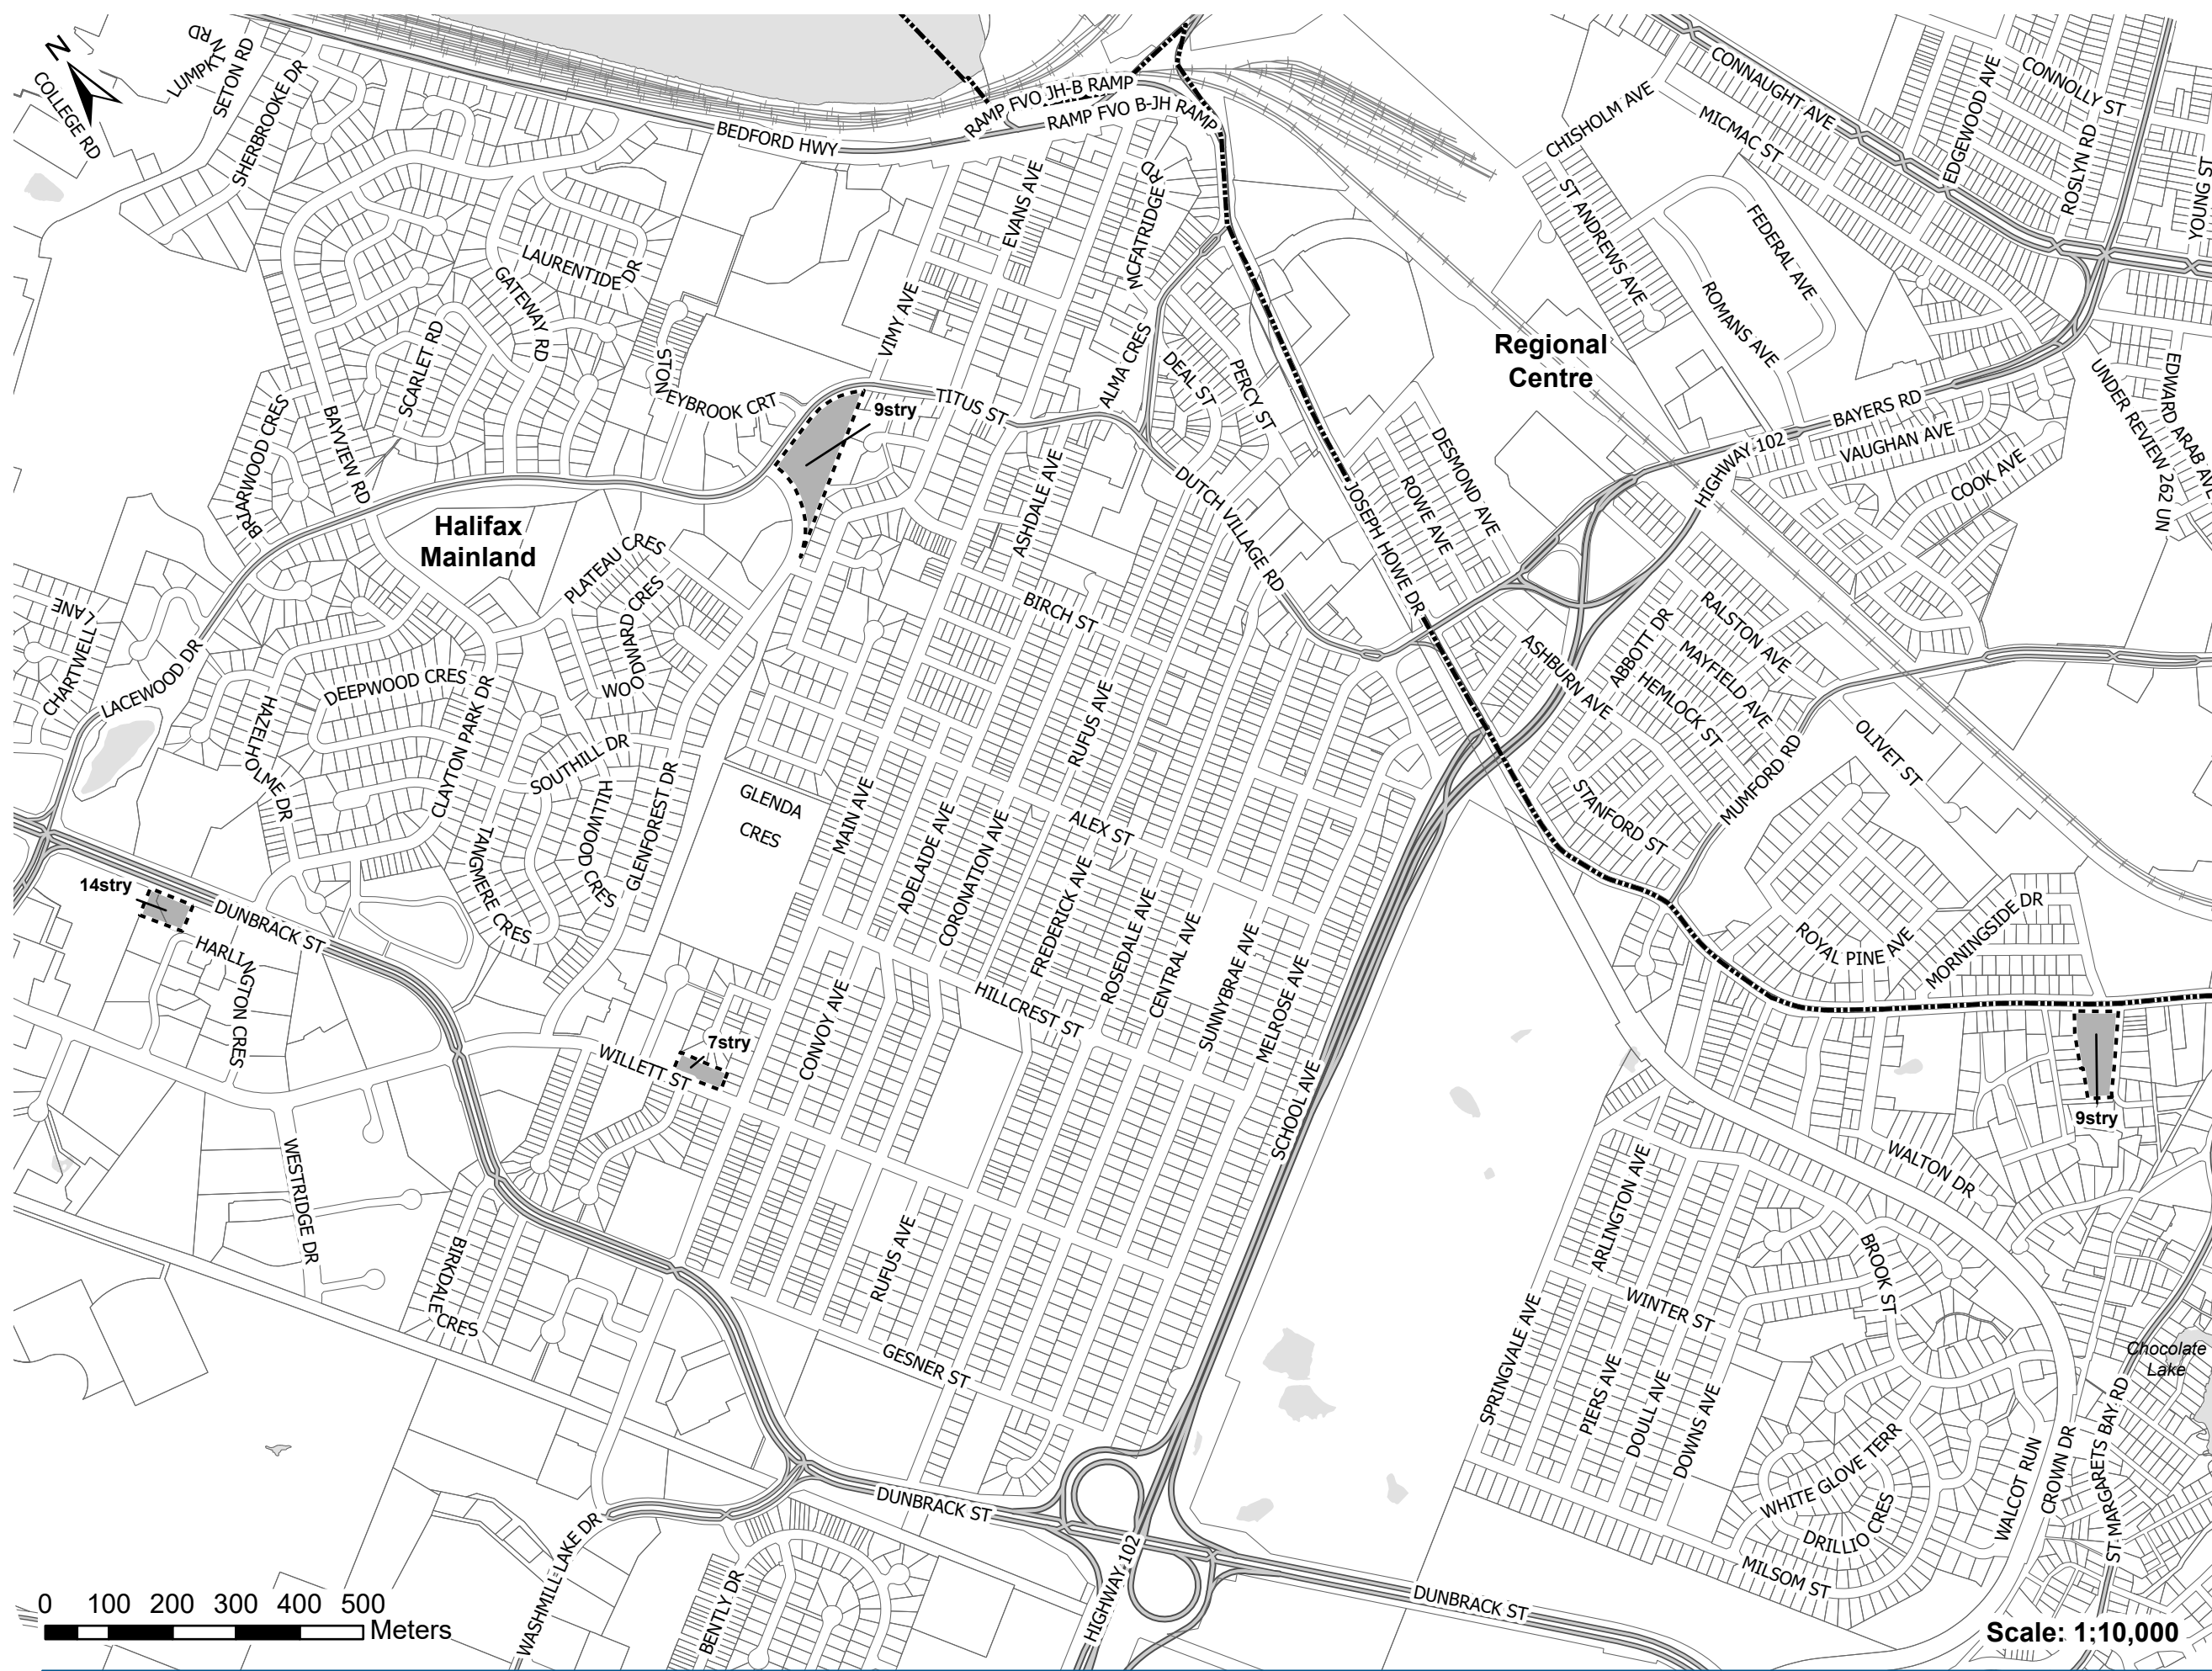 N
COLLEGE RD
LUMPKIN RD
SETON RD
SHERBROOKE DR
BEDFORD HWY
RAMP FVO JH-B RAMP
RAMP FVO B-JH RAMP
CONNAUGHT AVE
CONNOLLY ST
EDGEWOOD AVE
ROSLYN RD
YOUNG ST
CHISHOLM AVE
MICMAC ST
ST ANDREWS AVE
FEDERAL AVE
ROMANS AVE
LAURENTIDE DR
GATEWAY RD
SCARLET RD
EVANS AVE
MCFATRIDGE RD
VIMY AVE
STONEYBROOK CRT
TITUS ST
9stry
ALMA CRES
DEAL ST
PERCY ST
Regional
Centre
BAYERS RD
VAUGHAN AVE
COOK AVE
HIGHWAY 102
UNDER REVIEW 262 UN
EDWARD ARAB AVE
BRIARWOOD CRES
BAYVIEW RD
Halifax
Mainland
ASHDALE AVE
DUTCH VILLAGE RD
JOSEPH HOWE DR
ROWE AVE
DESMOND AVE
PLATEAU CRES
WOODWARD CRES
BIRCH ST
CHARTWELL LANE
LACEWOOD DR
DEEPWOOD CRES
HAZELHOLME DR
CLAYTON PARK DR
SOUTHILL DR
HILLWOOD CRES
TANGMERE CRES
GLENFOREST DR
GLENDA
CRES
MAIN AVE
RUFUS AVE
ASHBURN AVE
ABBOTT DR
RALSTON AVE
MAYFIELD AVE
HEMLOCK ST
STANFORD ST
MUMFORD RD
OLIVET ST
ALEX ST
ADELAIDE AVE
CORONATION AVE
FREDERICK AVE
ROSEDALE AVE
CENTRAL AVE
SUNNYBRAE AVE
MELROSE AVE
SCHOOL AVE
14stry
DUNBRACK ST
HARLINGTON CRES
ROYAL PINE AVE
MORNINGSIDE DR
WILLETT ST
7stry
CONVOY AVE
HILLCREST ST
9stry
WALTON DR
WESTRIDGE DR
BIRKDALE CRES
RUFUS AVE
GESNER ST
ARLINGTON AVE
WINTER ST
BROOK ST
SPRINGVALE AVE
PIERS AVE
DOULL AVE
DOWNS AVE
Chocolate
Lake
WHITE GLOVE TERR
DRILLIO CRES
MILSOM ST
WALCOT RUN
CROWN DR
ST MARGARETS BAY RD
DUNBRACK ST
HIGHWAY 102
DUNBRACK ST
WASHMILL LAKE DR
BENTLY DR
0 100 200 300 400 500
Meters
Scale: 1:10,000